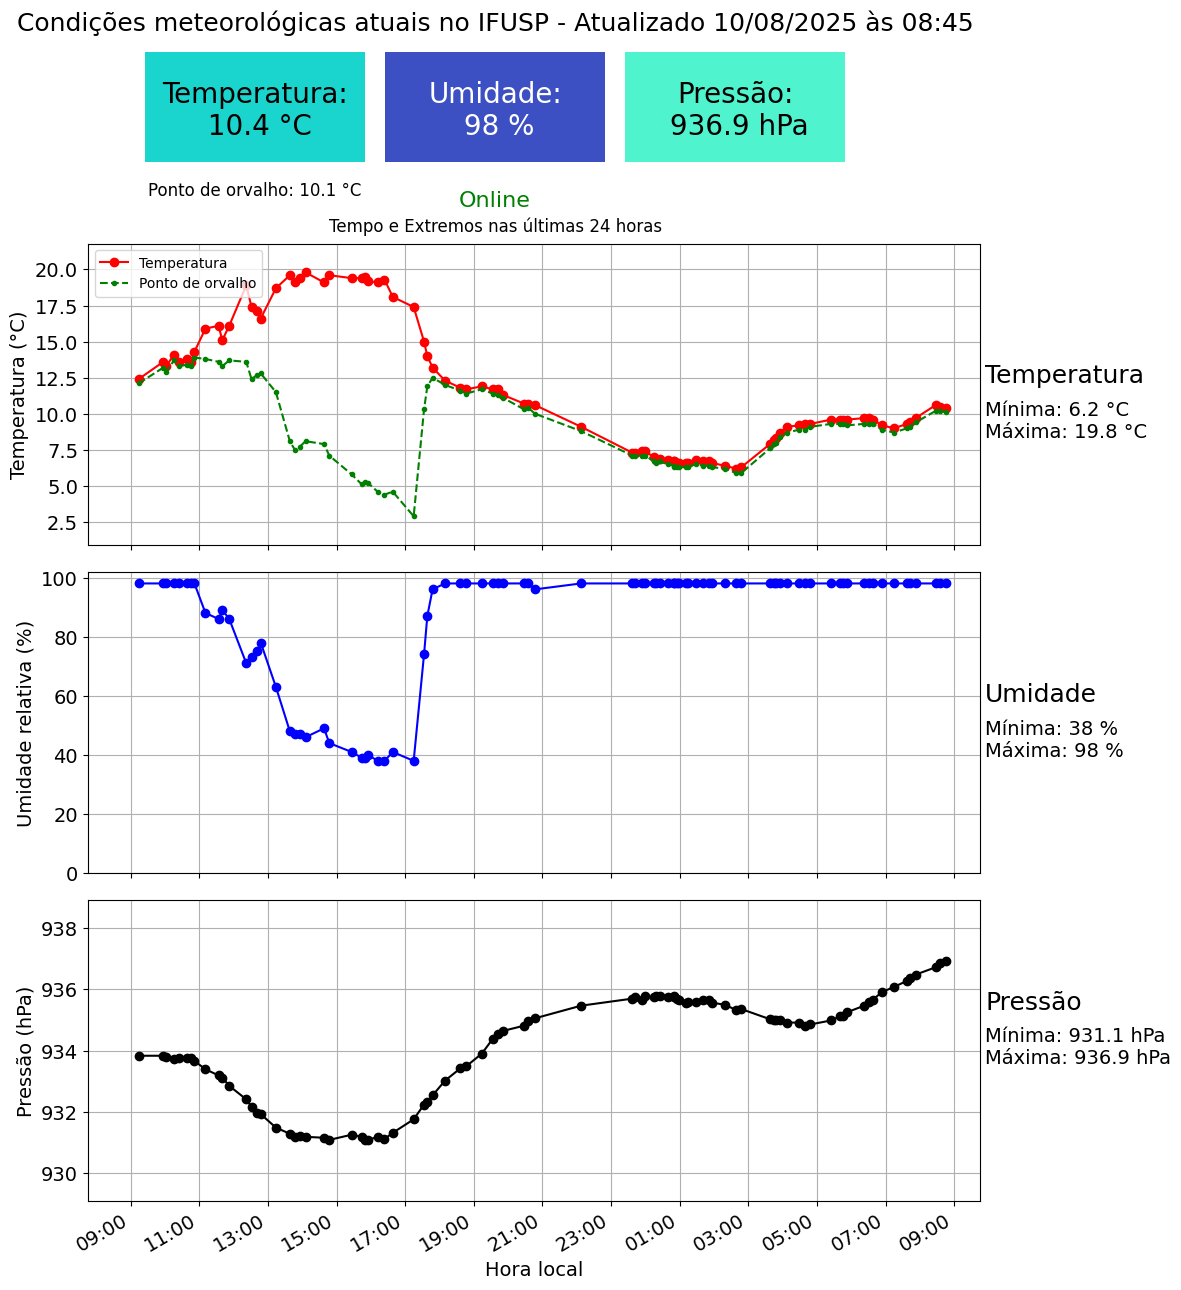 Condições meteorológicas atuais no IFUSP - Atualizado 10/08/2025 às 08:45
Temperatura:
10.4 °C
Umidade:
98 %
Pressão:
936.9 hPa
Ponto de orvalho: 10.1 °C
Online
Tempo e Extremos nas últimas 24 horas
Temperatura
Ponto de orvalho
Temperatura (°C)
20.0
17.5
15.0
12.5
10.0
7.5
5.0
2.5
Temperatura
Mínima: 6.2 °C
Máxima: 19.8 °C
Umidade relativa (%)
100
80
60
40
20
0
Umidade
Mínima: 38 %
Máxima: 98 %
Pressão (hPa)
938
936
934
932
930
Pressão
Mínima: 931.1 hPa
Máxima: 936.9 hPa
09:00
11:00
13:00
15:00
17:00
19:00
21:00
23:00
01:00
03:00
05:00
07:00
09:00
Hora local